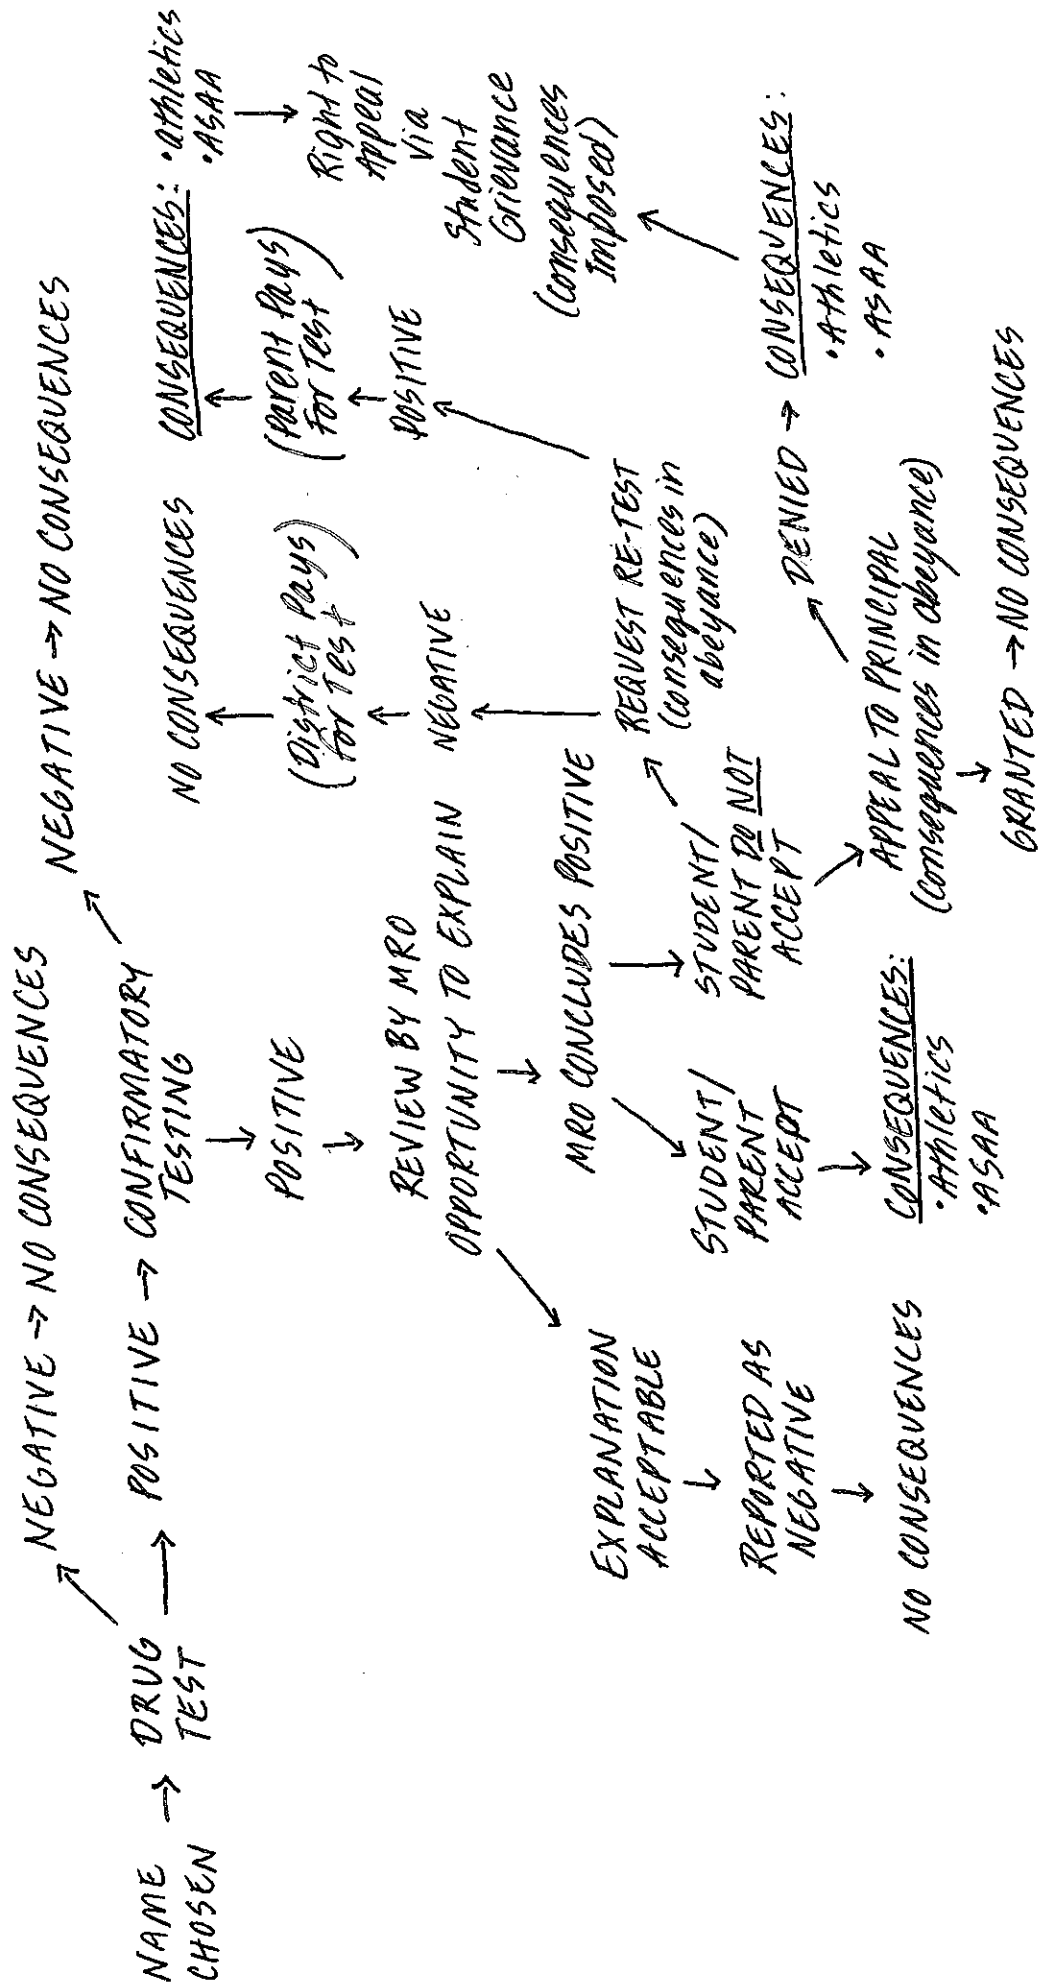 NEGATIVE → NO CONSEQUENCES
NAME
CHOSEN
→ DRUG
TEST
→ POSITIVE → CONFIRMATORY
TESTING
NEGATIVE → NO CONSEQUENCES
POSITIVE
REVIEW BY MRO
OPPORTUNITY TO EXPLAIN
EXPLANATION
ACCEPTABLE
REPORTED AS
NEGATIVE
NO CONSEQUENCES
MRO CONCLUDES POSITIVE
STUDENT/
PARENT
ACCEPT
CONSEQUENCES:
•Athletics
•ASAA
STUDENT/
PARENT DO NOT
ACCEPT
REQUEST RE-TEST
(consequences in
abeyance)
NEGATIVE
(District Pays
for Test)
NO CONSEQUENCES
POSITIVE
(Parent Pays
For Test)
CONSEQUENCES:
•athletics
•ASAA
Right to
Appeal
via
Student
Grievance
(consequences
Imposed)
APPEAL TO PRINCIPAL
(consequences in abeyance)
DENIED → CONSEQUENCES:
•Athletics
•ASAA
GRANTED → NO CONSEQUENCES